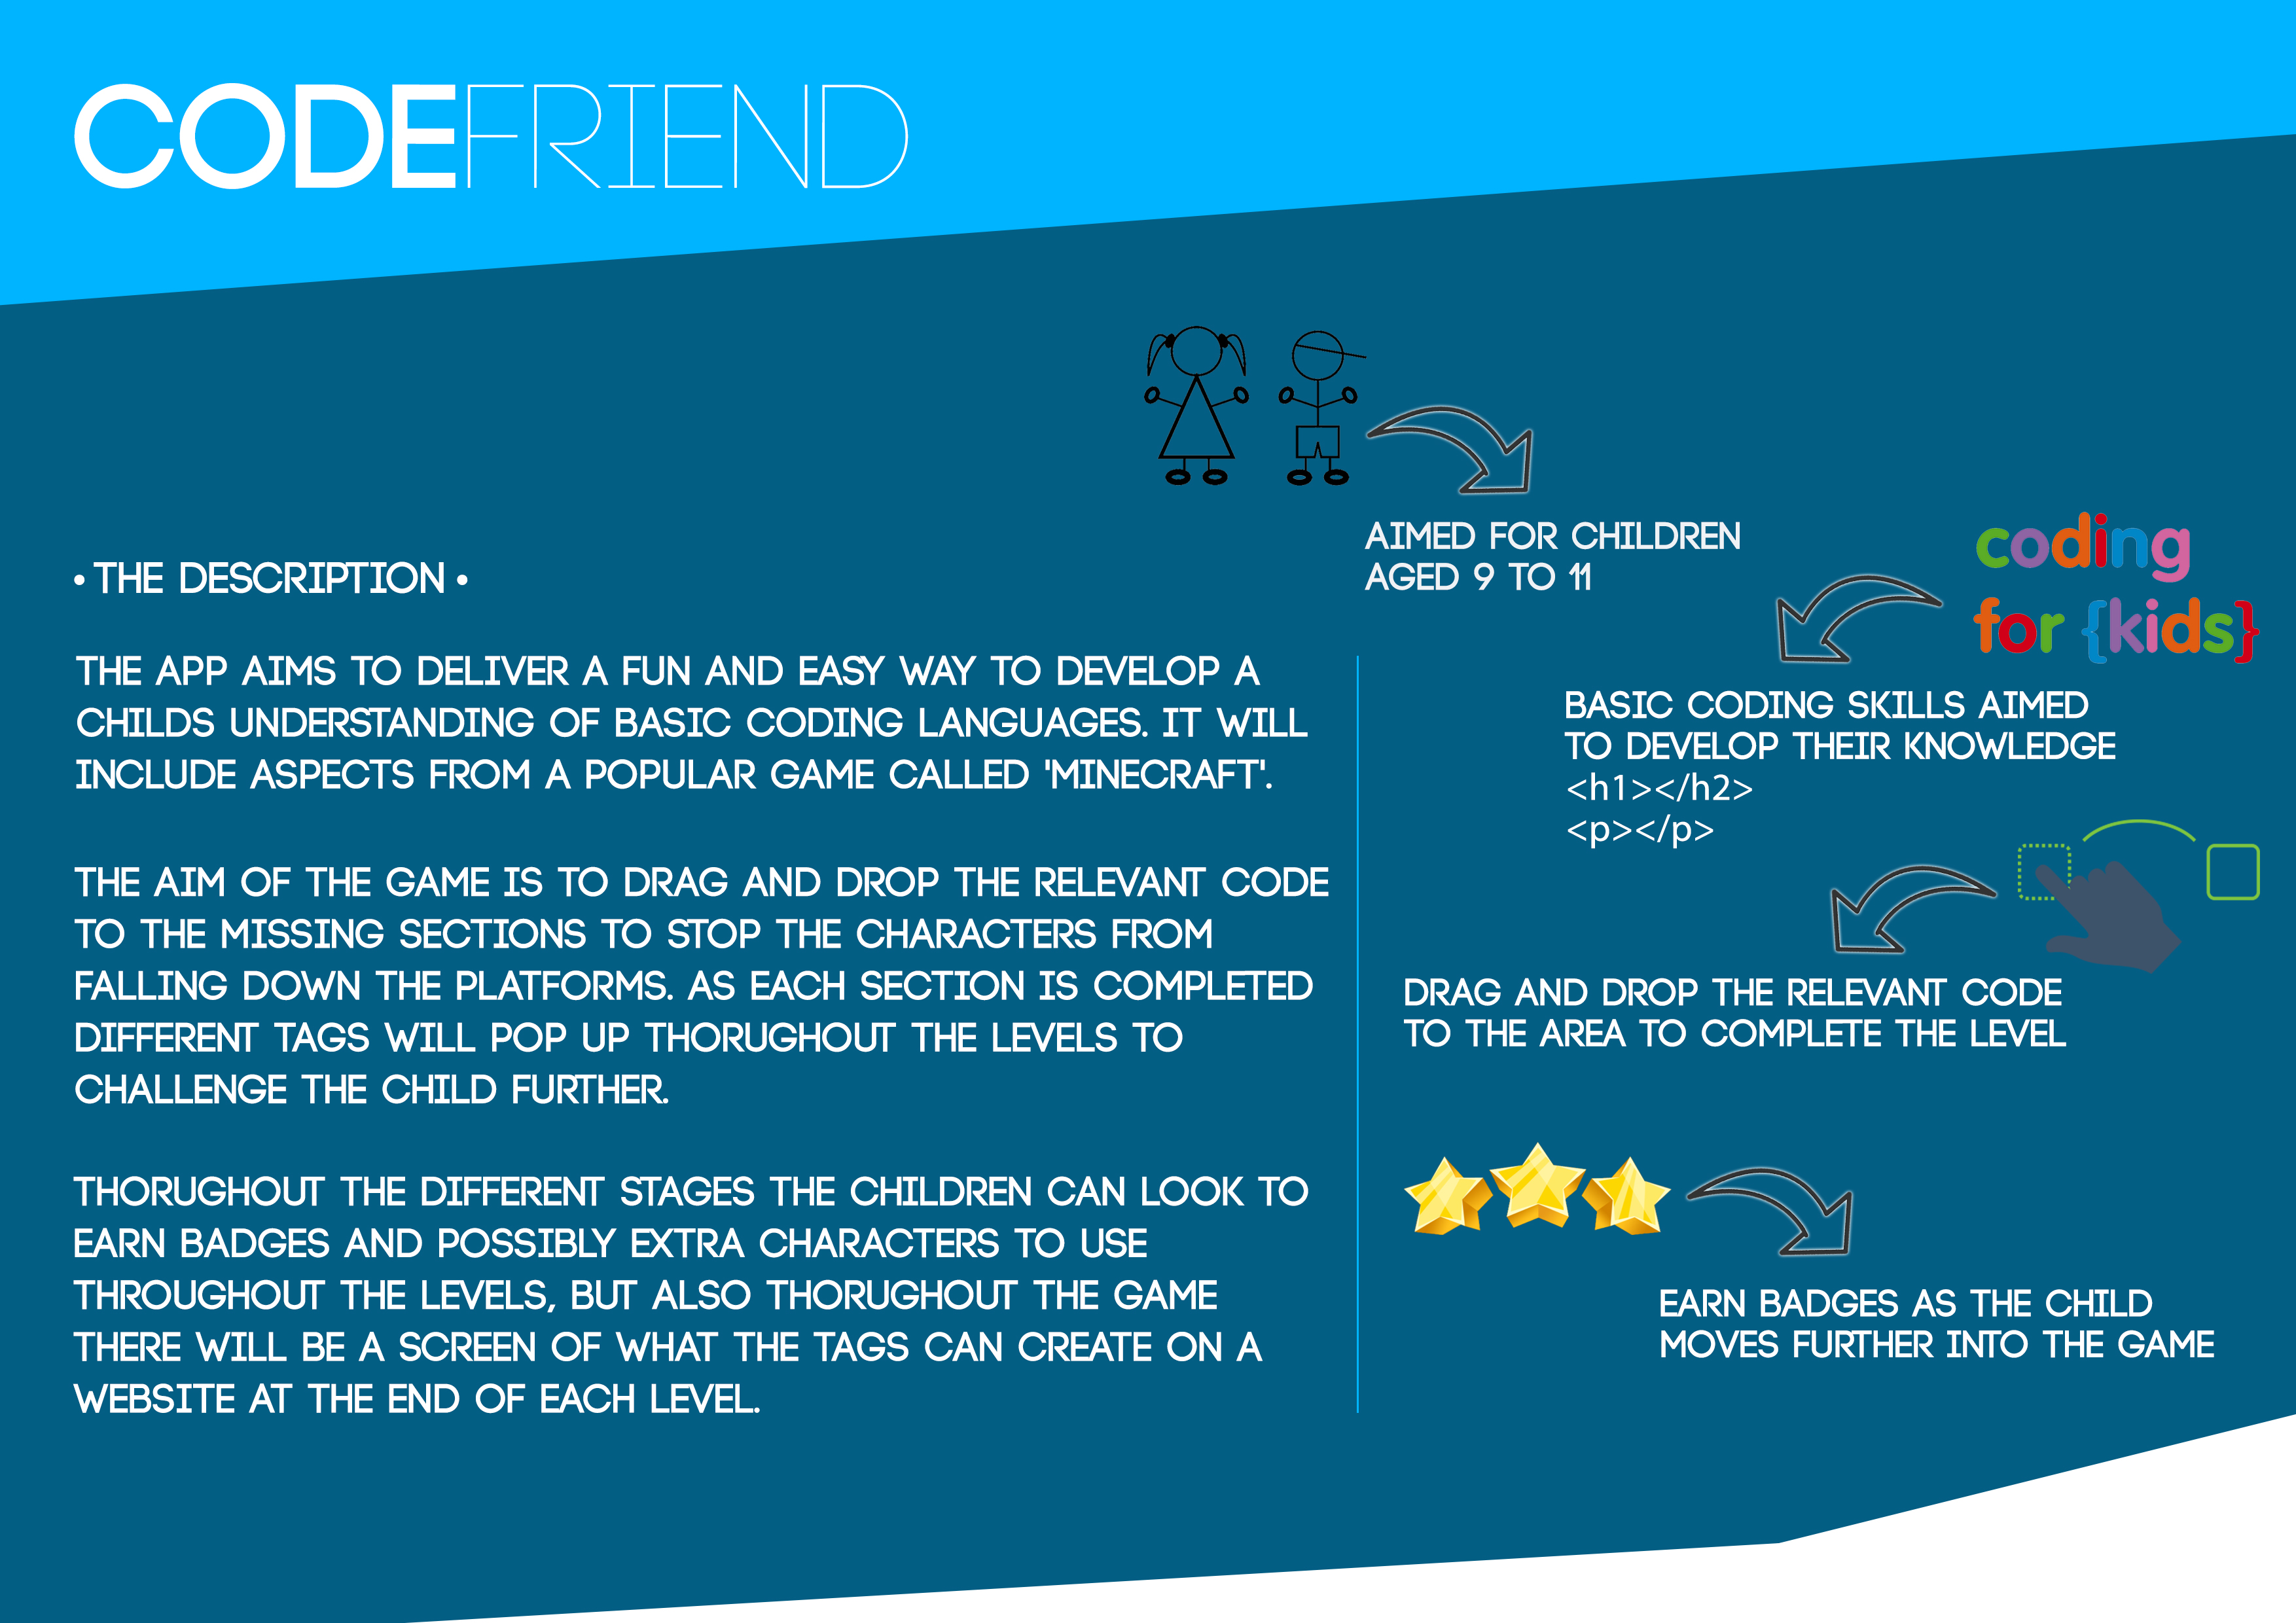 CODEFRIEND
• THE DESCRIPTION •
THE APP AIMS TO DELIVER A FUN AND EASY WAY TO DEVELOP A
CHILDS UNDERSTANDING OF BASIC CODING LANGUAGES. IT WILL
INCLUDE ASPECTS FROM A POPULAR GAME CALLED 'MINECRAFT'.
THE AIM OF THE GAME IS TO DRAG AND DROP THE RELEVANT CODE
TO THE MISSING SECTIONS TO STOP THE CHARACTERS FROM
FALLING DOWN THE PLATFORMS. AS EACH SECTION IS COMPLETED
DIFFERENT TAGS WILL POP UP THORUGHOUT THE LEVELS TO
CHALLENGE THE CHILD FURTHER.
THORUGHOUT THE DIFFERENT STAGES THE CHILDREN CAN LOOK TO
EARN BADGES AND POSSIBLY EXTRA CHARACTERS TO USE
THROUGHOUT THE LEVELS, BUT ALSO THORUGHOUT THE GAME
THERE WILL BE A SCREEN OF WHAT THE TAGS CAN CREATE ON A
WEBSITE AT THE END OF EACH LEVEL.
AIMED FOR CHILDREN
AGED 9 TO 11
coding
for {kids}
BASIC CODING SKILLS AIMED
TO DEVELOP THEIR KNOWLEDGE
<h1></h2>
<p></p>
DRAG AND DROP THE RELEVANT CODE
TO THE AREA TO COMPLETE THE LEVEL
EARN BADGES AS THE CHILD
MOVES FURTHER INTO THE GAME